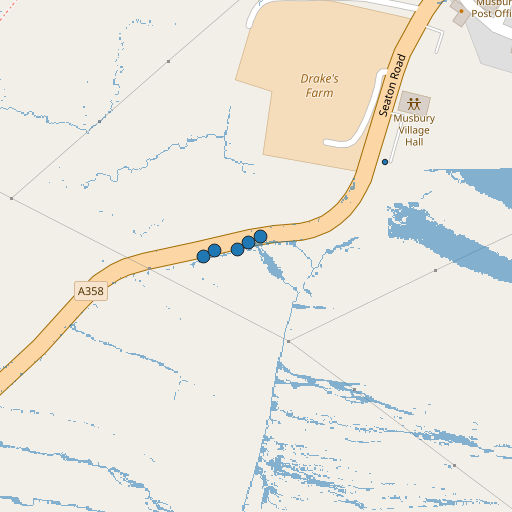 Musbury
Post Offi
Drake's
Farm
Seaton Road
Musbury
Village
Hall
A358